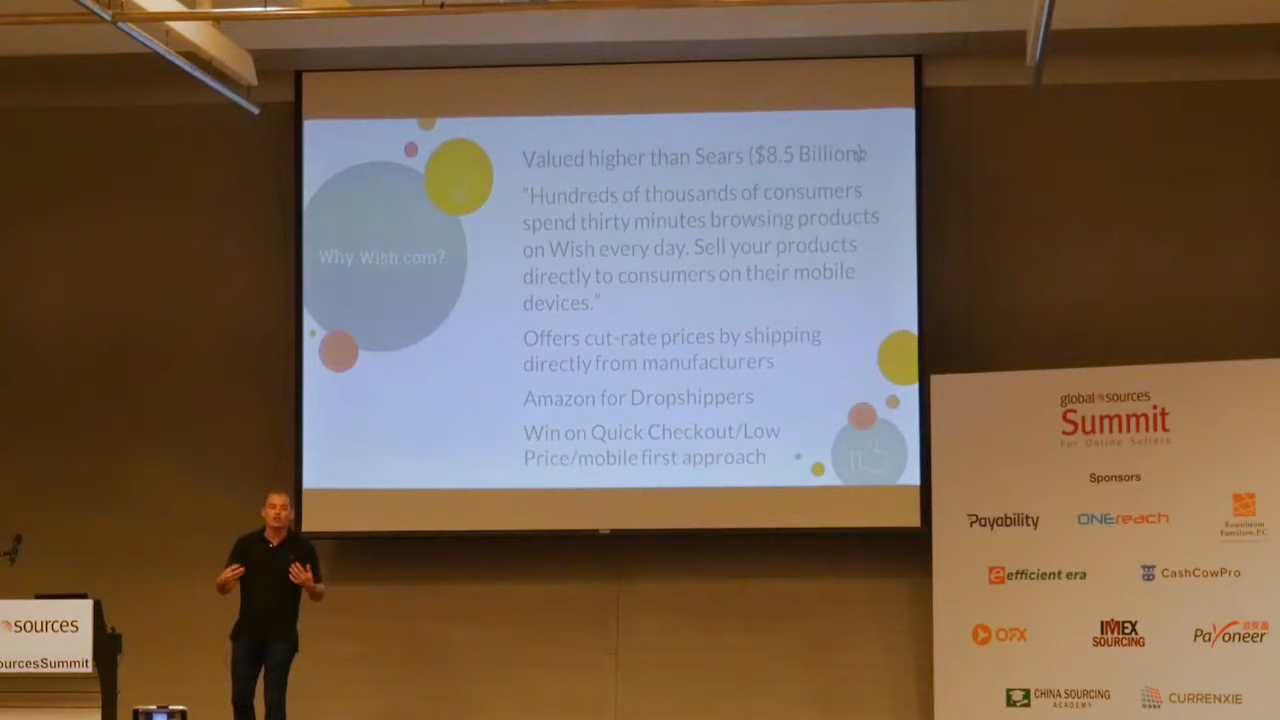 Why Wish.com?
Valued higher than Sears ($8.5 Billion)
“Hundreds of thousands of consumers
spend thirty minutes browsing products
on Wish every day. Sell your products
directly to consumers on their mobile
devices.”
Offers cut-rate prices by shipping
directly from manufacturers
Amazon for Dropshippers
Win on Quick Checkout/Low
Price/mobile first approach
global sources
Summit
For Online Sellers
Sponsors
Payability
ONEreach
Rosenbaum
Famularo, P.C.
efficient era
CashCowPro
OFX
IMEX
SOURCING
Payoneer
CHINA SOURCING
ACADEMY
CURRENXIE
sources
ourcesSummit